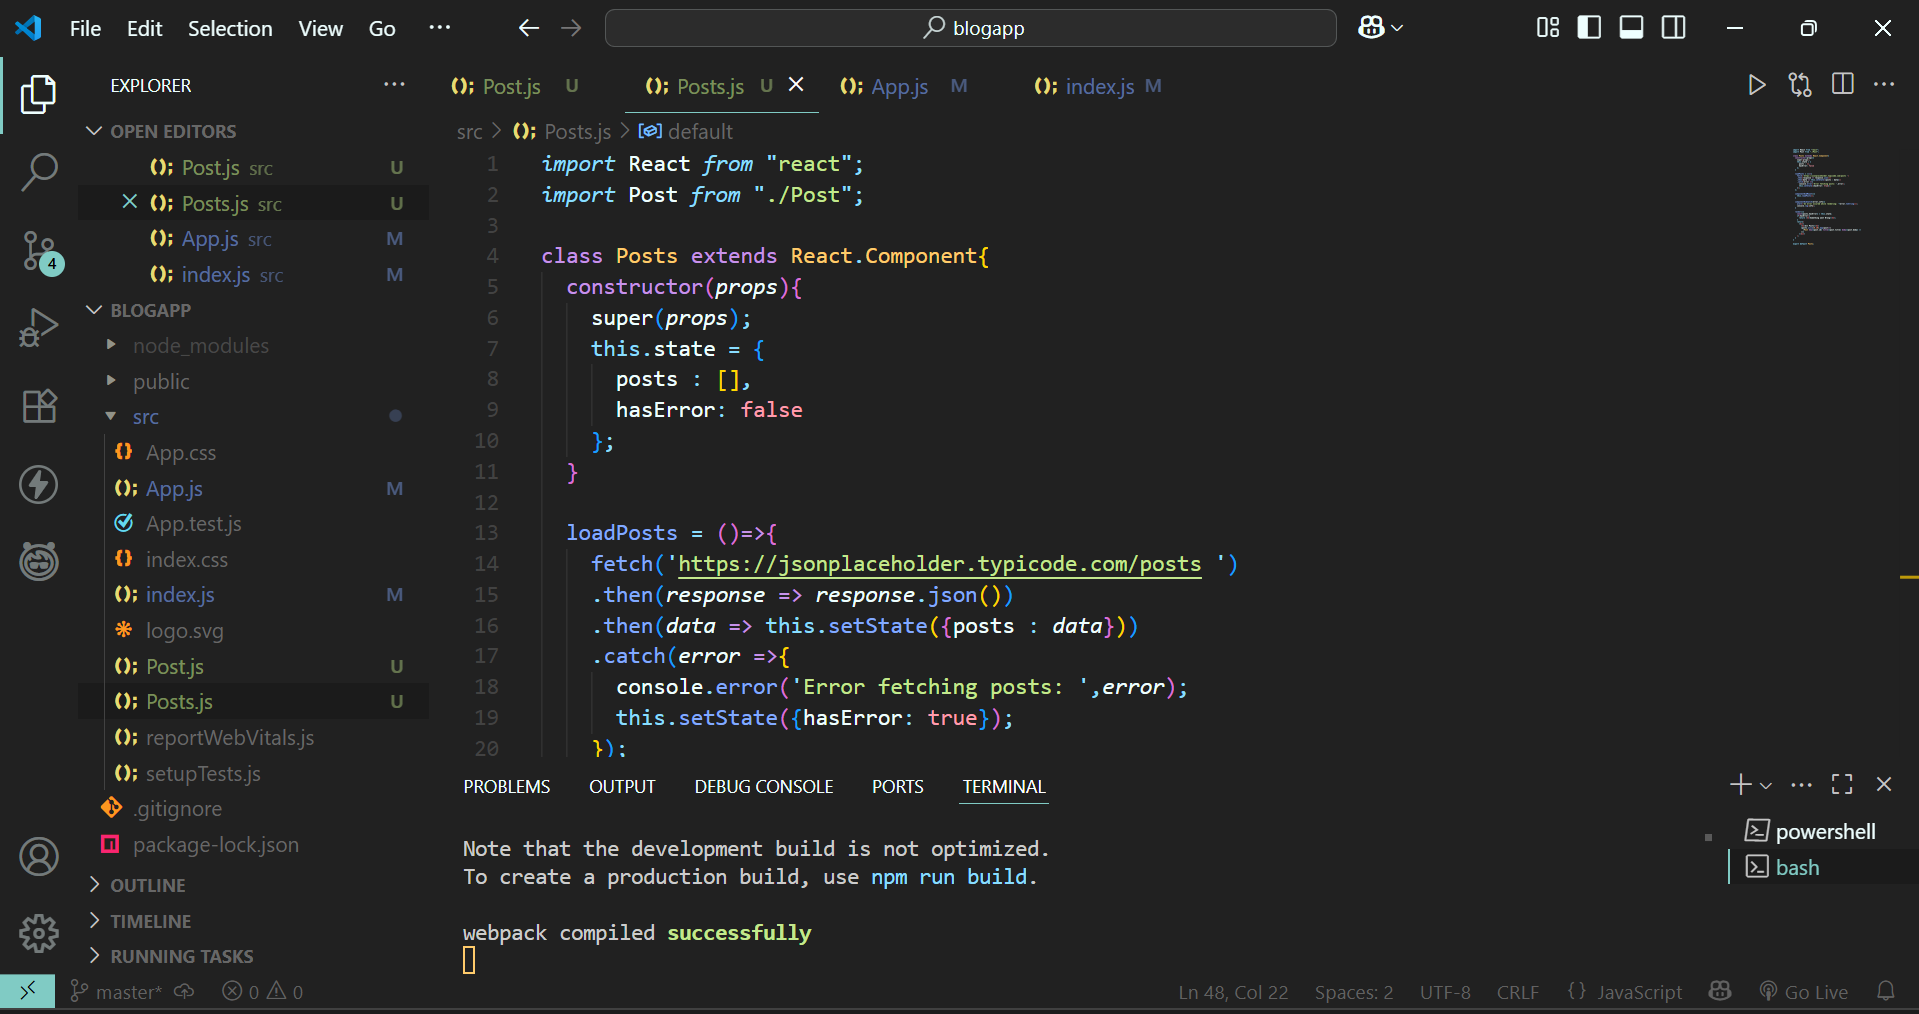 File Edit Selection View Go ···
blogapp
EXPLORER ···
OPEN EDITORS
Post.js src U
Posts.js src U
App.js src M
index.js src M
BLOGAPP
node_modules
public
src
App.css
App.js M
App.test.js
index.css
index.js M
logo.svg
Post.js U
Posts.js U
reportWebVitals.js
setupTests.js
.gitignore
package-lock.json
OUTLINE
TIMELINE
RUNNING TASKS
4
Post.js U Posts.js U App.js M index.js M
src > Posts.js > default
1 import React from "react";
2 import Post from "./Post";
3
4 class Posts extends React.Component{
5 constructor(props){
6 super(props);
7 this.state = {
8 posts : [],
9 hasError: false
10 };
11 }
12
13 loadPosts = ()=>{
14 fetch('https://jsonplaceholder.typicode.com/posts ')
15 .then(response => response.json())
16 .then(data => this.setState({posts : data}))
17 .catch(error =>{
18 console.error('Error fetching posts: ',error);
19 this.setState({hasError: true});
20 });
PROBLEMS OUTPUT DEBUG CONSOLE PORTS TERMINAL
Note that the development build is not optimized.
To create a production build, use npm run build.
webpack compiled successfully
powershell
bash
master* 0 0 Ln 48, Col 22 Spaces: 2 UTF-8 CRLF {} JavaScript Go Live